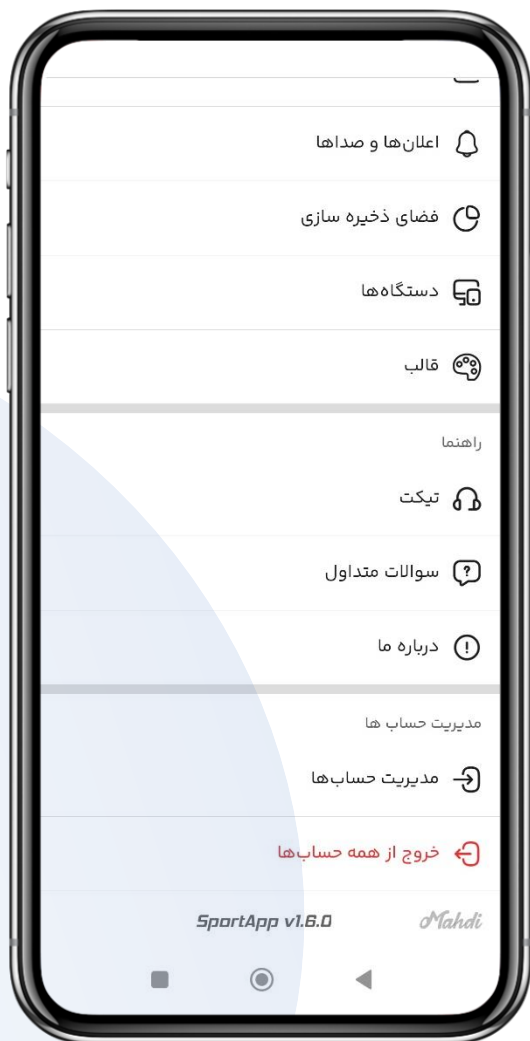 اعلان‌ها و صداها
فضای ذخیره سازی
دستگاه‌ها
قالب
راهنما
تیکت
سوالات متداول
درباره ما
مدیریت حساب ها
مدیریت حساب‌ها
خروج از همه حساب‌ها
SportApp v1.6.0
Mahdi